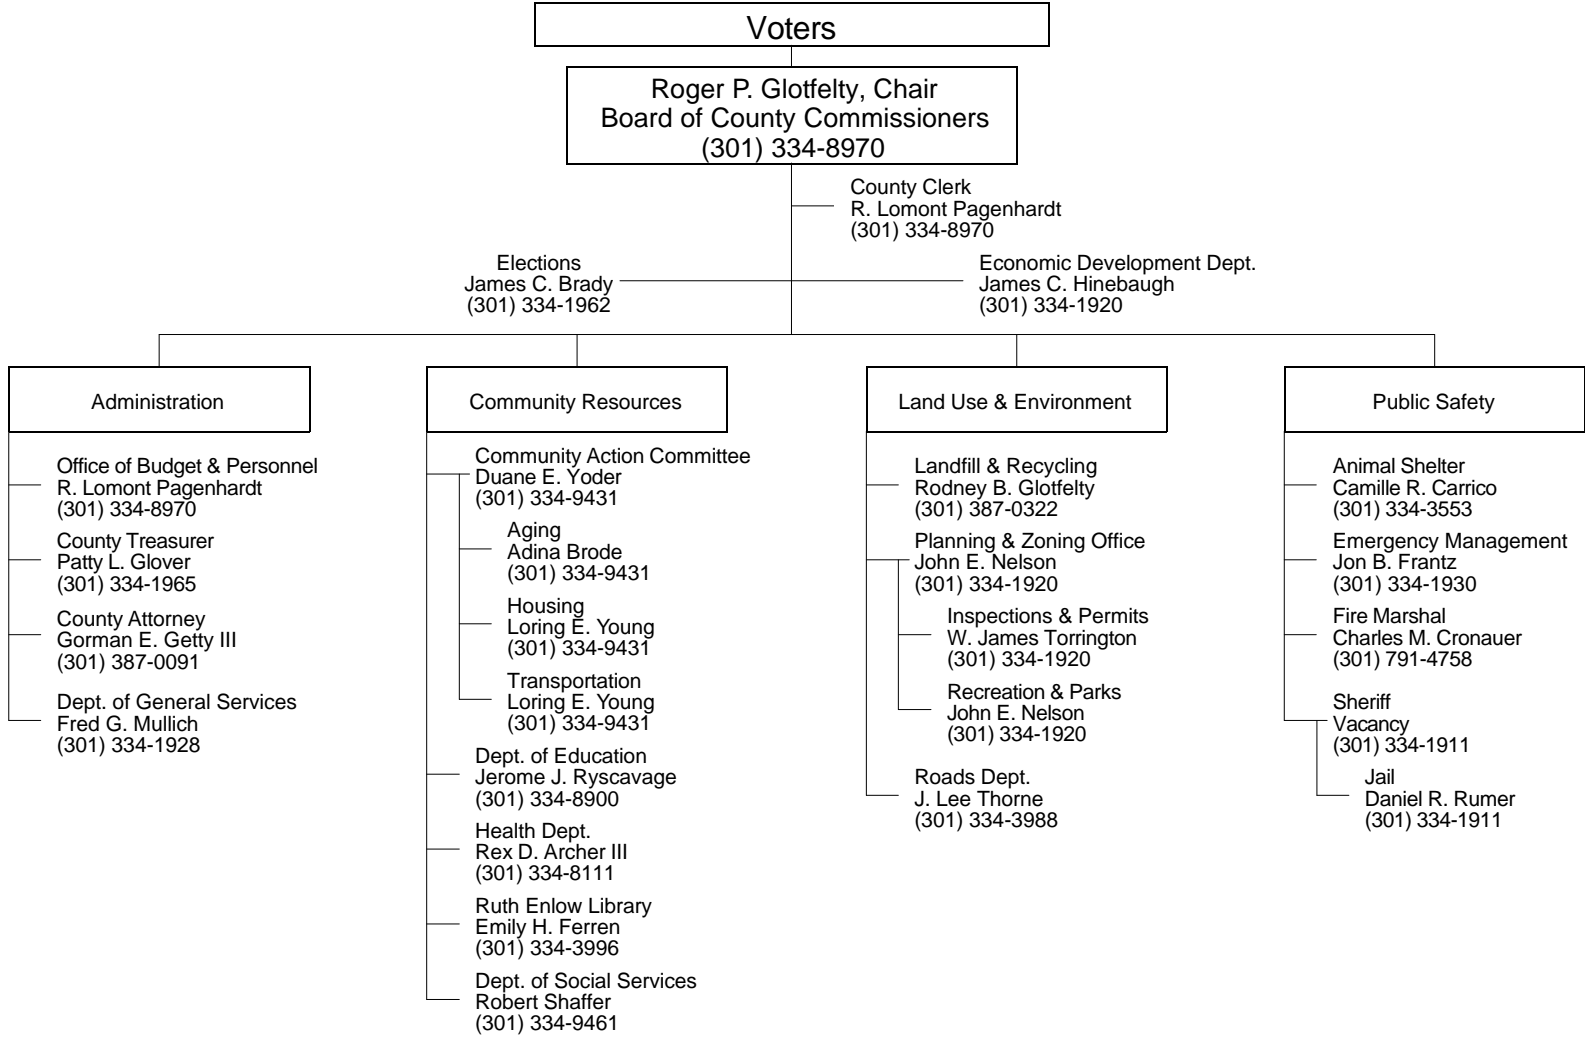 Voters
Roger P. Glotfelty, Chair
Board of County Commissioners
(301) 334-8970
County Clerk
R. Lomont Pagenhardt
(301) 334-8970
Elections
James C. Brady
(301) 334-1962
Economic Development Dept.
James C. Hinebaugh
(301) 334-1920
Administration
Office of Budget & Personnel
R. Lomont Pagenhardt
(301) 334-8970
County Treasurer
Patty L. Glover
(301) 334-1965
County Attorney
Gorman E. Getty III
(301) 387-0091
Dept. of General Services
Fred G. Mullich
(301) 334-1928
Community Resources
Community Action Committee
Duane E. Yoder
(301) 334-9431
Aging
Adina Brode
(301) 334-9431
Housing
Loring E. Young
(301) 334-9431
Transportation
Loring E. Young
(301) 334-9431
Dept. of Education
Jerome J. Ryscavage
(301) 334-8900
Health Dept.
Rex D. Archer III
(301) 334-8111
Ruth Enlow Library
Emily H. Ferren
(301) 334-3996
Dept. of Social Services
Robert Shaffer
(301) 334-9461
Land Use & Environment
Landfill & Recycling
Rodney B. Glotfelty
(301) 387-0322
Planning & Zoning Office
John E. Nelson
(301) 334-1920
Inspections & Permits
W. James Torrington
(301) 334-1920
Recreation & Parks
John E. Nelson
(301) 334-1920
Roads Dept.
J. Lee Thorne
(301) 334-3988
Public Safety
Animal Shelter
Camille R. Carrico
(301) 334-3553
Emergency Management
Jon B. Frantz
(301) 334-1930
Fire Marshal
Charles M. Cronauer
(301) 791-4758
Sheriff
Vacancy
(301) 334-1911
Jail
Daniel R. Rumer
(301) 334-1911